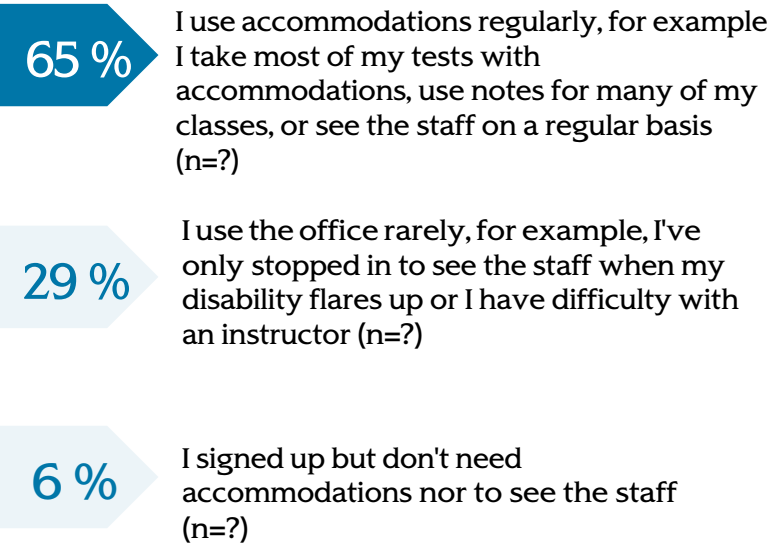 65 %
I use accommodations regularly, for example
I take most of my tests with
accommodations, use notes for many of my
classes, or see the staff on a regular basis
(n=?)
29 %
I use the office rarely, for example, I've
only stopped in to see the staff when my
disability flares up or I have difficulty with
an instructor (n=?)
6 %
I signed up but don't need
accommodations nor to see the staff
(n=?)